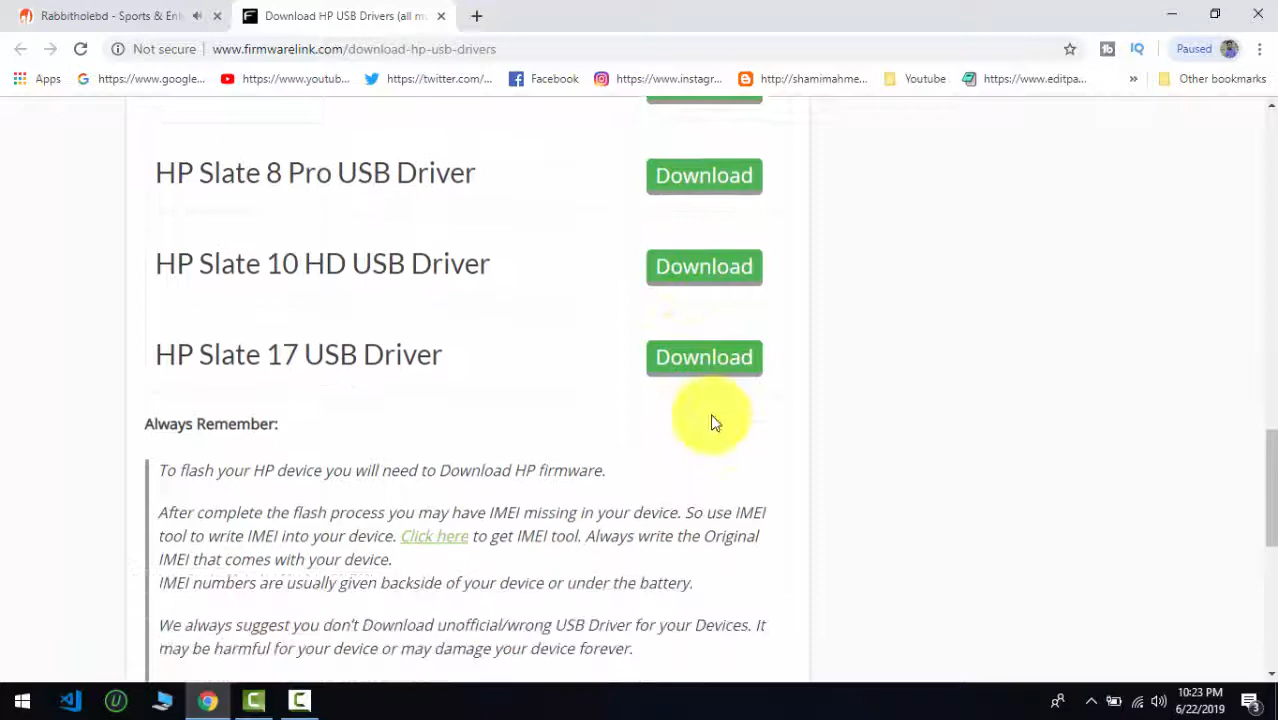 Rabbitholebd - Sports & Ent
Download HP USB Drivers (all m
Not secure | www.firmwarelink.com/download-hp-usb-drivers
Paused
Apps
https://www.google...
https://www.youtub...
https://twitter.com/...
Facebook
https://www.instagr...
http://shamimahme...
Youtube
https://www.editpa...
»
Other bookmarks
HP Slate 8 Pro USB Driver
Download
HP Slate 10 HD USB Driver
Download
HP Slate 17 USB Driver
Download
Always Remember:
To flash your HP device you will need to Download HP firmware.
After complete the flash process you may have IMEI missing in your device. So use IMEI
tool to write IMEI into your device. Click here to get IMEI tool. Always write the Original
IMEI that comes with your device.
IMEI numbers are usually given backside of your device or under the battery.
We always suggest you don't Download unofficial/wrong USB Driver for your Devices. It
may be harmful for your device or may damage your device forever.
10:23 PM
6/22/2019
3